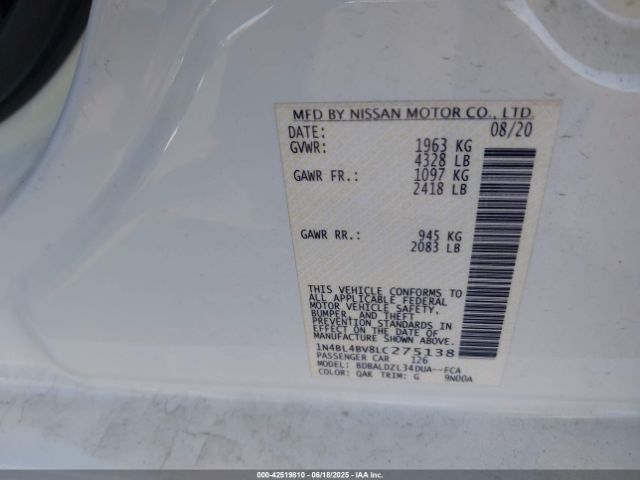 MFD BY NISSAN MOTOR CO., LTD.
DATE: 08/20
GVWR: 1963 KG
4328 LB
GAWR FR.: 1097 KG
2418 LB
GAWR RR.: 945 KG
2083 LB
THIS VEHICLE CONFORMS TO
ALL APPLICABLE FEDERAL
MOTOR VEHICLE SAFETY,
BUMPER, AND THEFT
PREVENTION STANDARDS IN
EFFECT ON THE DATE OF
MANUFACTURE SHOWN ABOVE.
1N4BL4BV8LC275138
PASSENGER CAR 126
MODEL: BDBALDZL34DUA--FCA
COLOR: QAK TRIM: G 9N00A
000-42519810 - 06/18/2025 - IAA Inc.